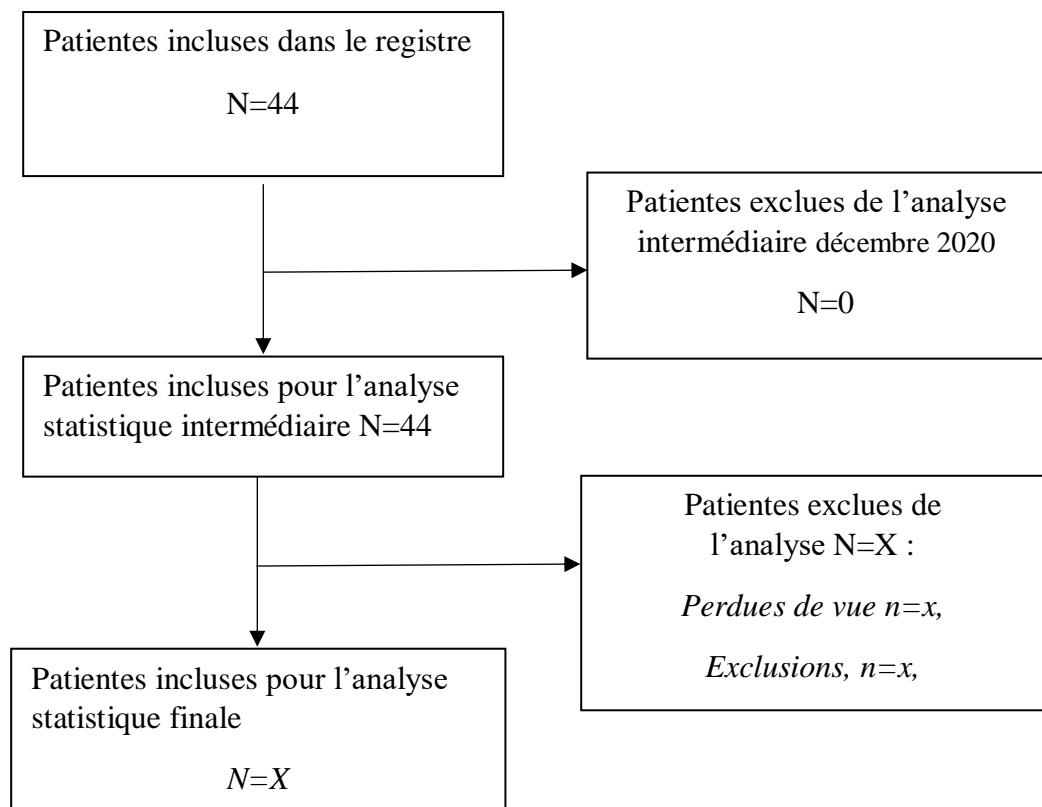 Patientes incluses dans le registre
N=44
Patientes exclues de l’analyse
intermédiaire décembre 2020
N=0
Patientes incluses pour l’analyse
statistique intermédiaire N=44
Patientes exclues de
l’analyse N=X :
Perdues de vue n=x,
Exclusions, n=x,
Patientes incluses pour l’analyse
statistique finale
N=X